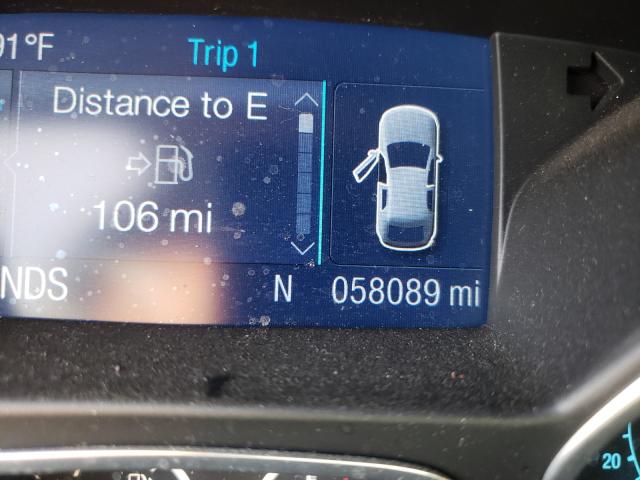 91°F
Trip 1
Distance to E
106 mi
NDS
N
058089 mi
20